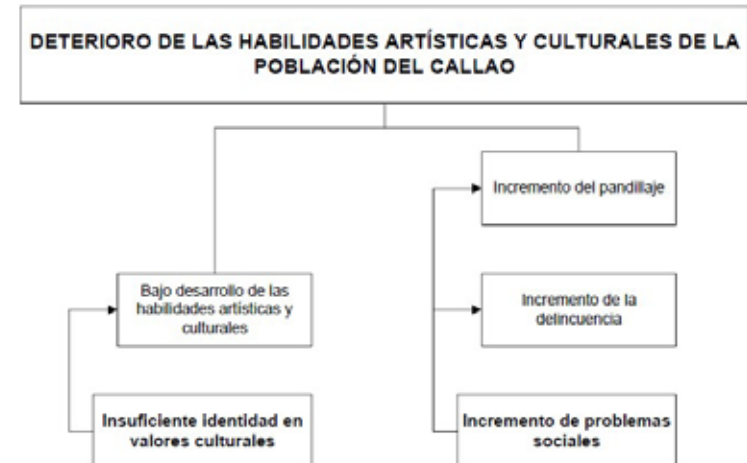 DETERIORO DE LAS HABILIDADES ARTÍSTICAS Y CULTURALES DE LA
POBLACIÓN DEL CALLAO
Incremento del pandillaje
Bajo desarrollo de las
habilidades artísticas y
culturales
Incremento de la
delincuencia
Insuficiente identidad en
valores culturales
Incremento de problemas
sociales